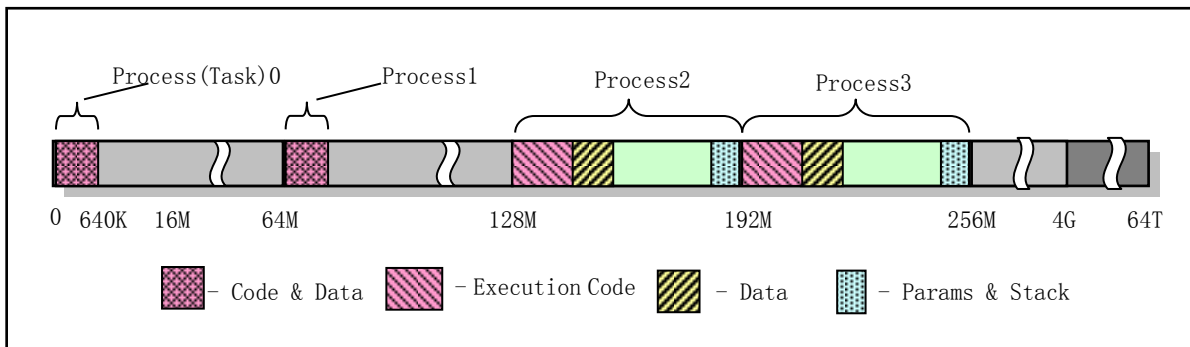 Process(Task)0
Process1
Process2
Process3
0
640K
16M
64M
128M
192M
256M
4G
64T
- Code & Data
- Execution Code
- Data
- Params & Stack